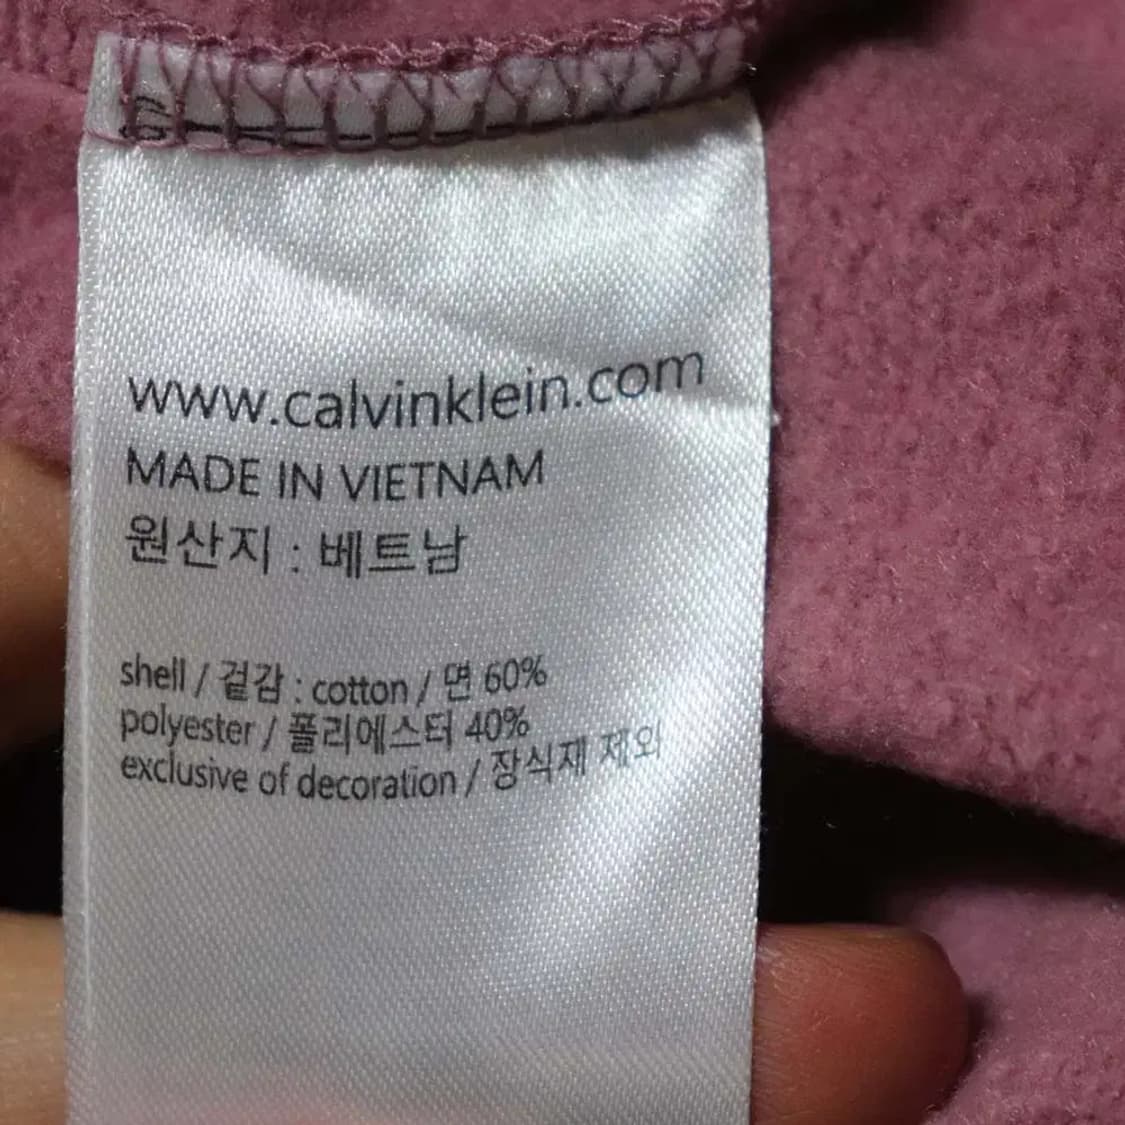 www.calvinklein.com
MADE IN VIETNAM
원산지 : 베트남
shell / 겉감 : cotton / 면 60%
polyester / 폴리에스터 40%
exclusive of decoration / 장식재 제외